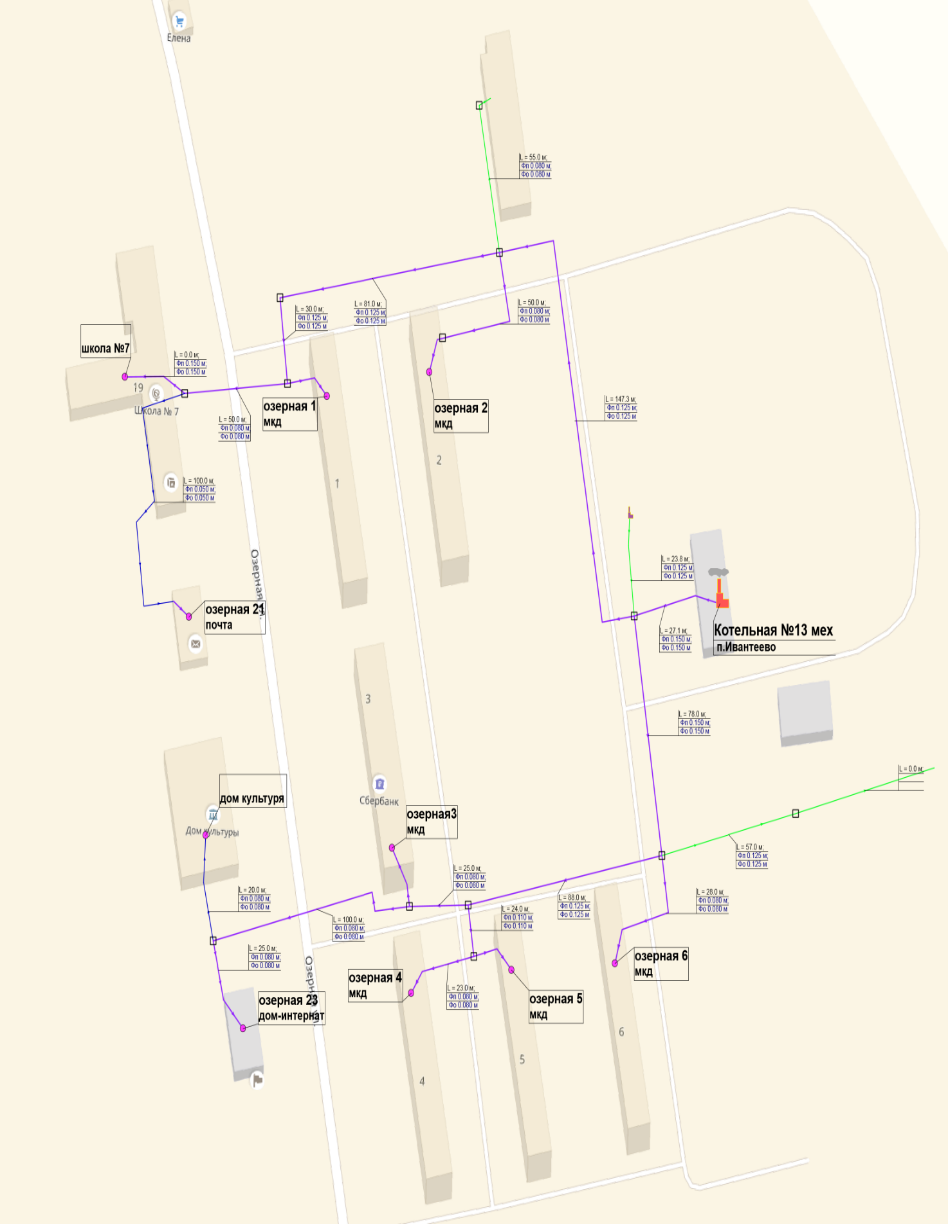 Елена
L = 55.0 м;
Фп 0.080 м
Фо 0.080 м
L = 30.0 м;
Фп 0.125 м;
Фо 0.125 м
L = 81.0 м;
Фп 0.125 м;
Фо 0.125 м
L = 50.0 м;
Фп 0.080 м;
Фо 0.080 м
школа №7
L = 0.0 м;
Фп 0.150 м;
Фо 0.150 м
19
Школа № 7
L = 50.0 м;
Фп 0.080 м;
Фо 0.080 м
озерная 1
мкд
озерная 2
мкд
L = 147.3 м;
Фп 0.125 м;
Фо 0.125 м
2
1
L = 100.0 м;
Фп 0.050 м;
Фо 0.050 м
Озерная ул.
L = 23.8 м;
Фп 0.125 м;
Фо 0.125 м
озерная 21
почта
L = 27.1 м;
Фп 0.150 м;
Фо 0.150 м
Котельная №13 мех
п.Ивантеево
3
L = 78.0 м;
Фп 0.150 м;
Фо 0.150 м
L = 0.0 м;
дом культуря
Сбербанк
Дом культуры
озерная3
мкд
L = 57.0 м;
Фп 0.125 м;
Фо 0.125 м
L = 25.0 м;
Фп 0.080 м;
Фо 0.080 м
L = 20.0 м;
Фп 0.080 м;
Фо 0.080 м
L = 88.0 м;
Фп 0.125 м;
Фо 0.125 м
L = 28.0 м;
Фп 0.080 м;
Фо 0.080 м
L = 100.0 м;
Фп 0.080 м;
Фо 0.080 м
L = 24.0 м;
Фп 0.110 м;
Фо 0.110 м
L = 25.0 м;
Фп 0.080 м;
Фо 0.080 м
Озерная ул.
озерная 4
мкд
L = 23.0 м;
Фп 0.080 м;
Фо 0.080 м
озерная 5
мкд
озерная 6
мкд
озерная 23
дом-интернат
6
5
4